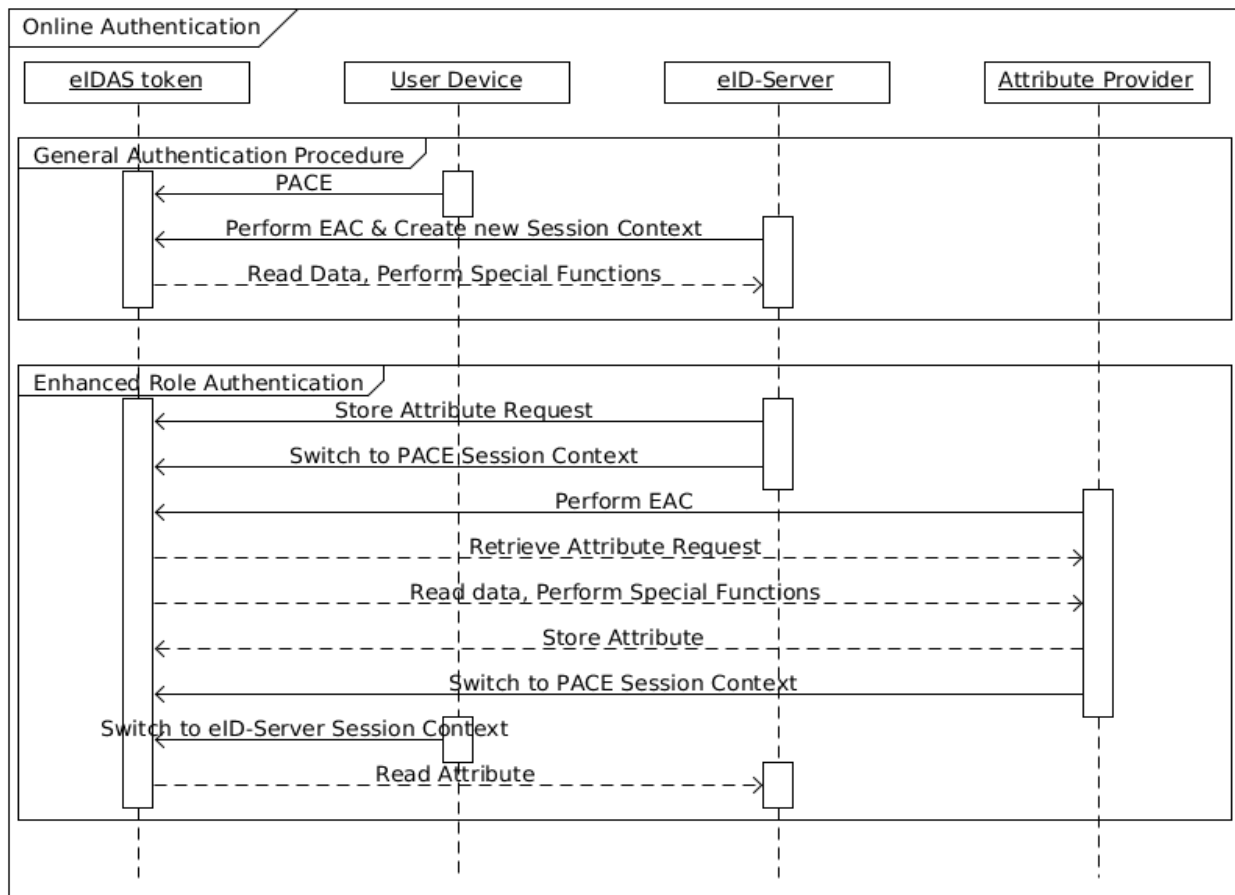 Online Authentication
eIDAS token
User Device
eID-Server
Attribute Provider
General Authentication Procedure
PACE
Perform EAC & Create new Session Context
Read Data, Perform Special Functions
Enhanced Role Authentication
Store Attribute Request
Switch to PACE Session Context
Perform EAC
Retrieve Attribute Request
Read data, Perform Special Functions
Store Attribute
Switch to PACE Session Context
Switch to eID-Server Session Context
Read Attribute